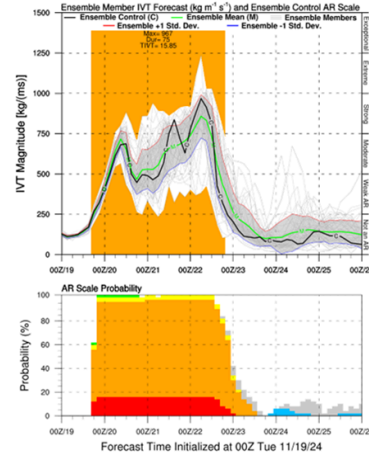 Ensemble Member IVT Forecast (kg m⁻¹ s⁻¹) and Ensemble Control AR Scale
Ensemble Control (C) Ensemble Mean (M) Ensemble Members
Ensemble +1 Std. Dev. Ensemble -1 Std. Dev.
Max= 967
Dur= 75
TIVT= 15.85
IVT Magnitude [kg/(ms)]
1500
1250
1000
750
500
250
0
Exceptional
Extreme
Strong
Moderate
Weak AR
Not an AR
00Z/19 00Z/20 00Z/21 00Z/22 00Z/23 00Z/24 00Z/25 00Z/2
AR Scale Probability
Probability (%)
100
80
60
40
20
0
00Z/19 00Z/20 00Z/21 00Z/22 00Z/23 00Z/24 00Z/25 00Z/2
Forecast Time Initialized at 00Z Tue 11/19/24